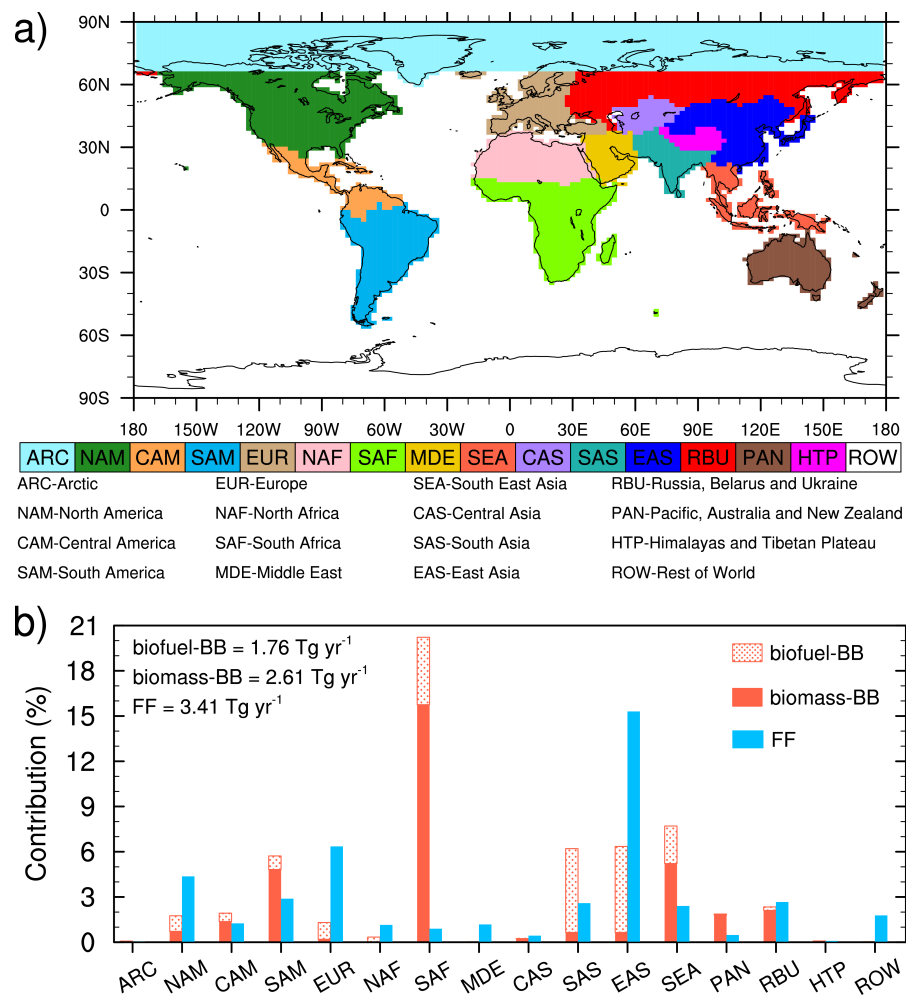 a)
90N
60N
30N
0
30S
60S
90S
180 150W 120W 90W 60W 30W 0 30E 60E 90E 120E 150E 180
ARC NAM CAM SAM EUR NAF SAF MDE SEA CAS SAS EAS RBU PAN HTP ROW
ARC-Arctic EUR-Europe SEA-South East Asia RBU-Russia, Belarus and Ukraine
NAM-North America NAF-North Africa CAS-Central Asia PAN-Pacific, Australia and New Zealand
CAM-Central America SAF-South Africa SAS-South Asia HTP-Himalayas and Tibetan Plateau
SAM-South America MDE-Middle East EAS-East Asia ROW-Rest of World
b)
Contribution (%)
21
18
15
12
9
6
3
0
biofuel-BB = 1.76 Tg yr⁻¹
biomass-BB = 2.61 Tg yr⁻¹
FF = 3.41 Tg yr⁻¹
biofuel-BB
biomass-BB
FF
ARC NAM CAM SAM EUR NAF SAF MDE CAS SAS EAS SEA PAN RBU HTP ROW